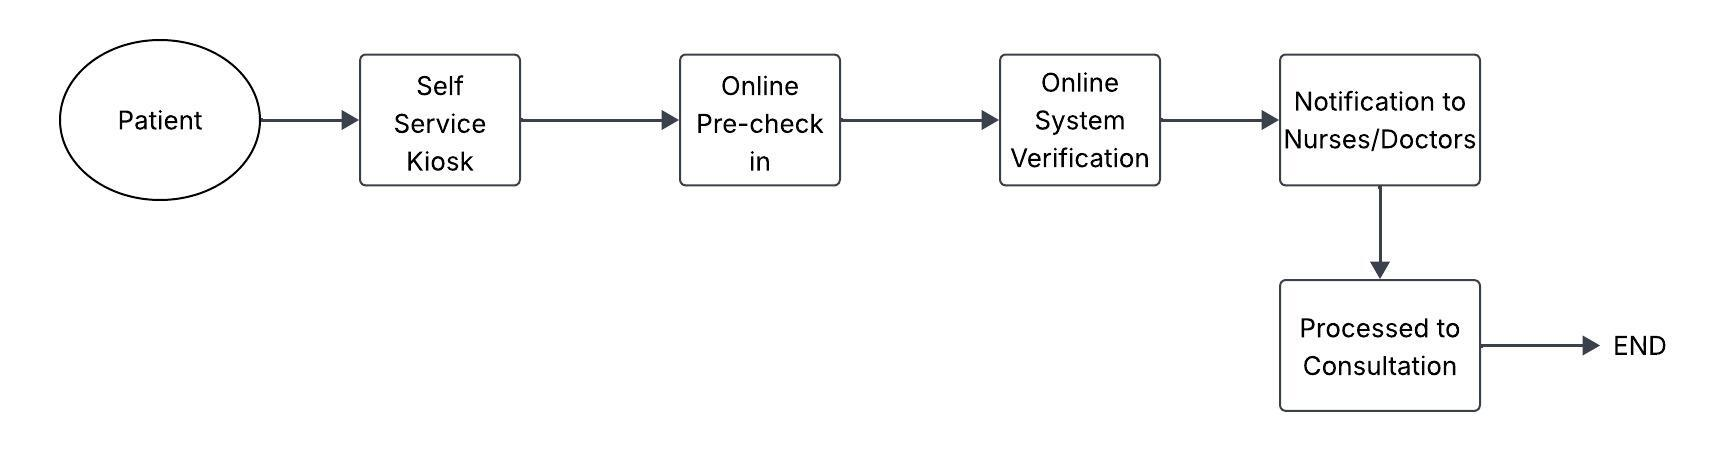 Patient
Self
Service
Kiosk
Online
Pre-check
in
Online
System
Verification
Notification to
Nurses/Doctors
Processed to
Consultation
END